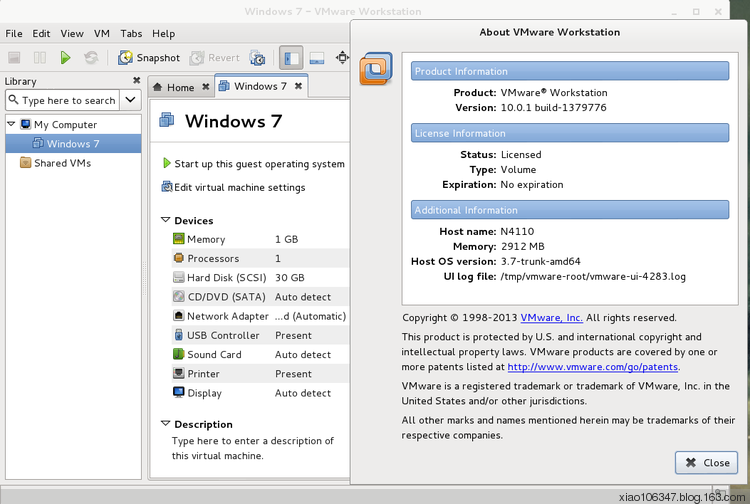 Windows 7 - VMware Workstation
File Edit View VM Tabs Help
Snapshot Revert
Library
Type here to search
My Computer
Windows 7
Shared VMs
Home Windows 7
Windows 7
Start up this guest operating system
Edit virtual machine settings
Devices
Memory 1 GB
Processors 1
Hard Disk (SCSI) 30 GB
CD/DVD (SATA) Auto detect
Network Adapter ...d (Automatic)
USB Controller Present
Sound Card Auto detect
Printer Present
Display Auto detect
Description
Type here to enter a description of
this virtual machine.
About VMware Workstation
Product Information
Product: VMware® Workstation
Version: 10.0.1 build-1379776
License Information
Status: Licensed
Type: Volume
Expiration: No expiration
Additional Information
Host name: N4110
Memory: 2912 MB
Host OS version: 3.7-trunk-amd64
UI log file: /tmp/vmware-root/vmware-ui-4283.log
Copyright © 1998-2013 VMware, Inc. All rights reserved.
This product is protected by U.S. and international copyright and
intellectual property laws. VMware products are covered by one or
more patents listed at http://www.vmware.com/go/patents.
VMware is a registered trademark or trademark of VMware, Inc. in the
United States and/or other jurisdictions.
All other marks and names mentioned herein may be trademarks of their
respective companies.
Close
xiao106347.blog.163.com